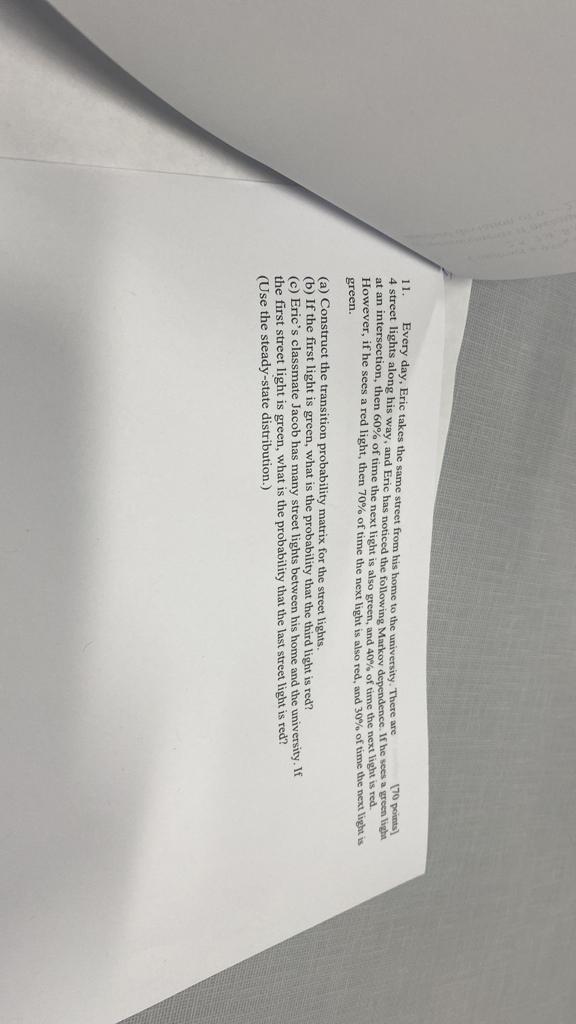 11. Every day, Eric takes the same street from his home to the university. There are [70 points]
4 street lights along his way, and Eric has noticed the following Markov dependence. If he sees a green light
at an intersection, then 60% of time the next light is also green, and 40% of time the next light is red.
However, if he sees a red light, then 70% of time the next light is also red, and 30% of time the next light is
green.
(a) Construct the transition probability matrix for the street lights.
(b) If the first light is green, what is the probability that the third light is red?
(c) Eric's classmate Jacob has many street lights between his home and the university. If
the first street light is green, what is the probability that the last street light is red?
(Use the steady-state distribution.)